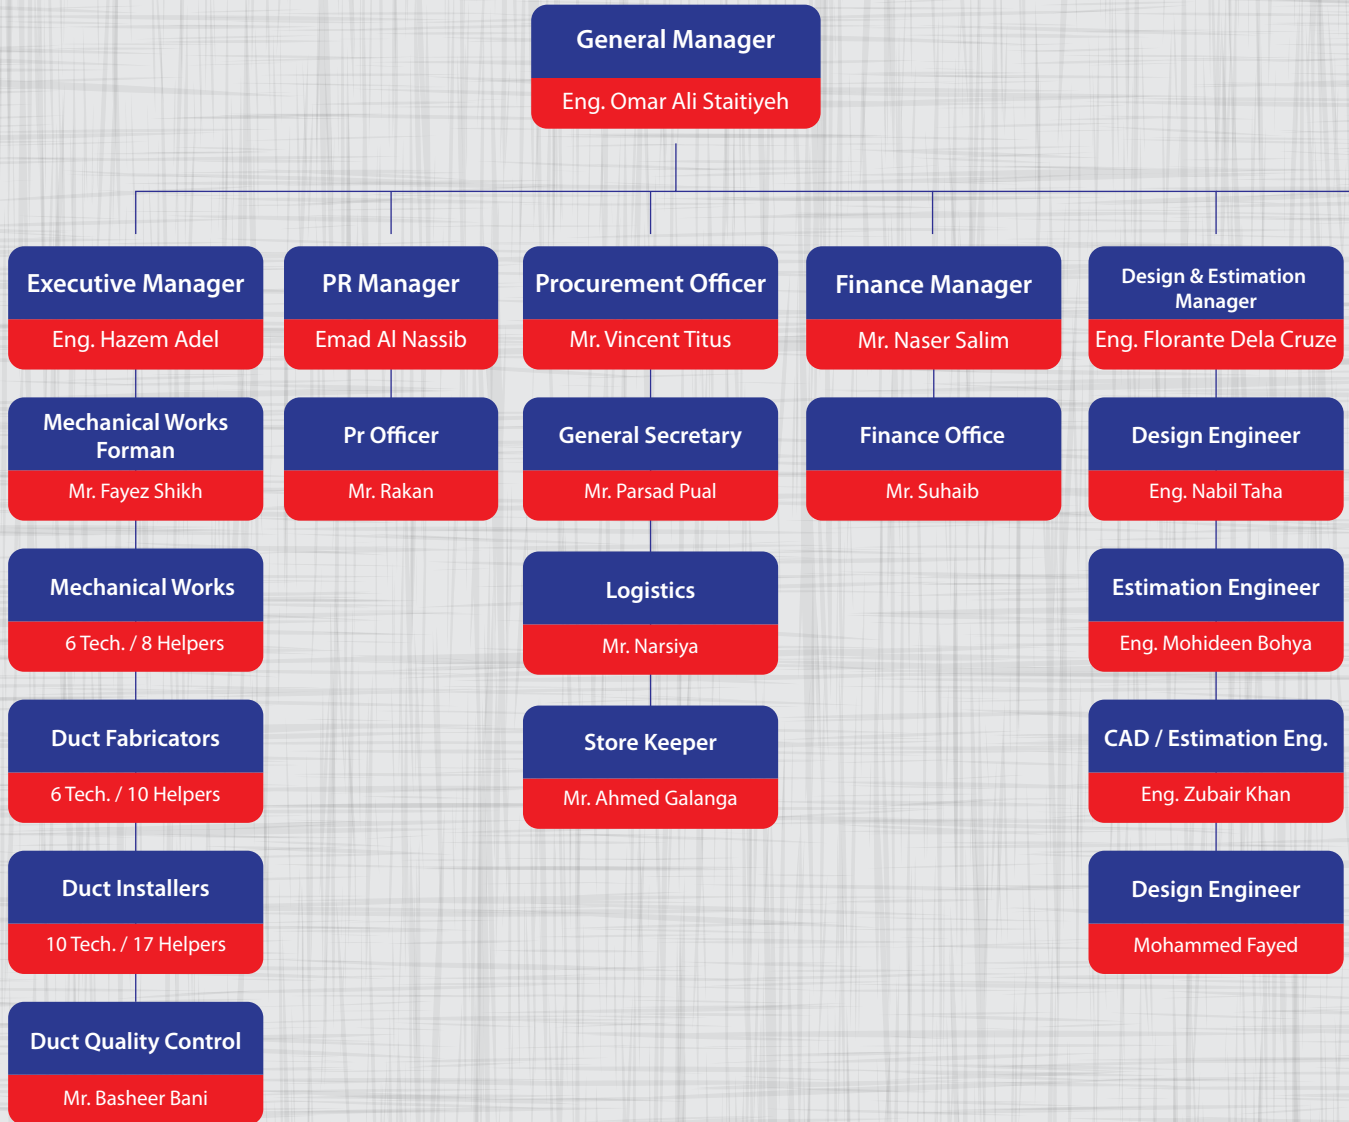 General Manager
Eng. Omar Ali Staitiyeh
Executive Manager
Eng. Hazem Adel
Mechanical Works
Forman
Mr. Fayez Shikh
Mechanical Works
6 Tech. / 8 Helpers
Duct Fabricators
6 Tech. / 10 Helpers
Duct Installers
10 Tech. / 17 Helpers
Duct Quality Control
Mr. Basheer Bani
PR Manager
Emad Al Nassib
Pr Officer
Mr. Rakan
Procurement Officer
Mr. Vincent Titus
General Secretary
Mr. Parsad Pual
Logistics
Mr. Narsiya
Store Keeper
Mr. Ahmed Galanga
Finance Manager
Mr. Naser Salim
Finance Office
Mr. Suhaib
Design & Estimation
Manager
Eng. Florante Dela Cruze
Design Engineer
Eng. Nabil Taha
Estimation Engineer
Eng. Mohideen Bohya
CAD / Estimation Eng.
Eng. Zubair Khan
Design Engineer
Mohammed Fayed